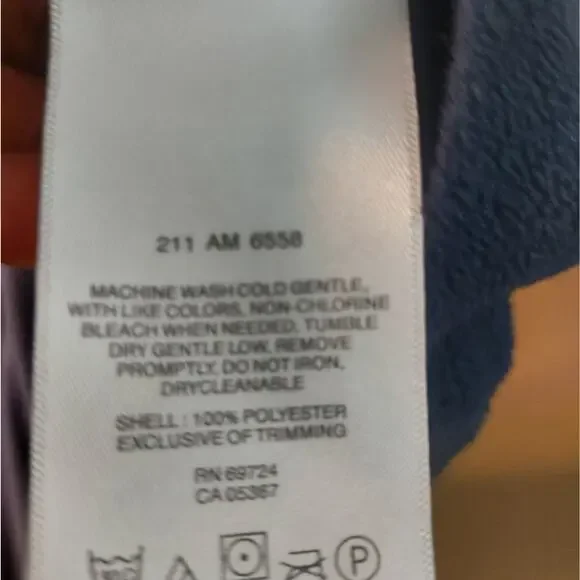 211 AM 6558
MACHINE WASH COLD GENTLE,
WITH LIKE COLORS, NON-CHLORINE
BLEACH WHEN NEEDED, TUMBLE
DRY GENTLE LOW, REMOVE
PROMPTLY, DO NOT IRON,
DRYCLEANABLE
SHELL : 100% POLYESTER
EXCLUSIVE OF TRIMMING
RN 69724
CA 05367
P